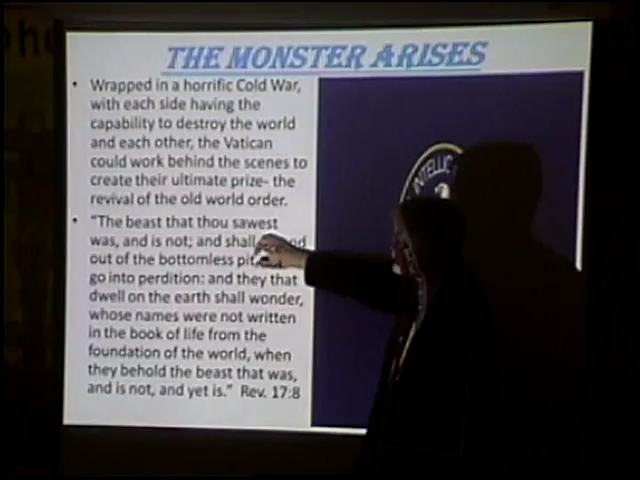 THE MONSTER ARISES
• Wrapped in a horrific Cold War,
with each side having the
capability to destroy the world
and each other, the Vatican
could work behind the scenes to
create their ultimate prize- the
revival of the old world order.
• "The beast that thou sawest
was, and is not; and shall
out of the bottomless pit,
go into perdition: and they that
dwell on the earth shall wonder,
whose names were not written
in the book of life from the
foundation of the world, when
they behold the beast that was,
and is not, and yet is." Rev. 17:8